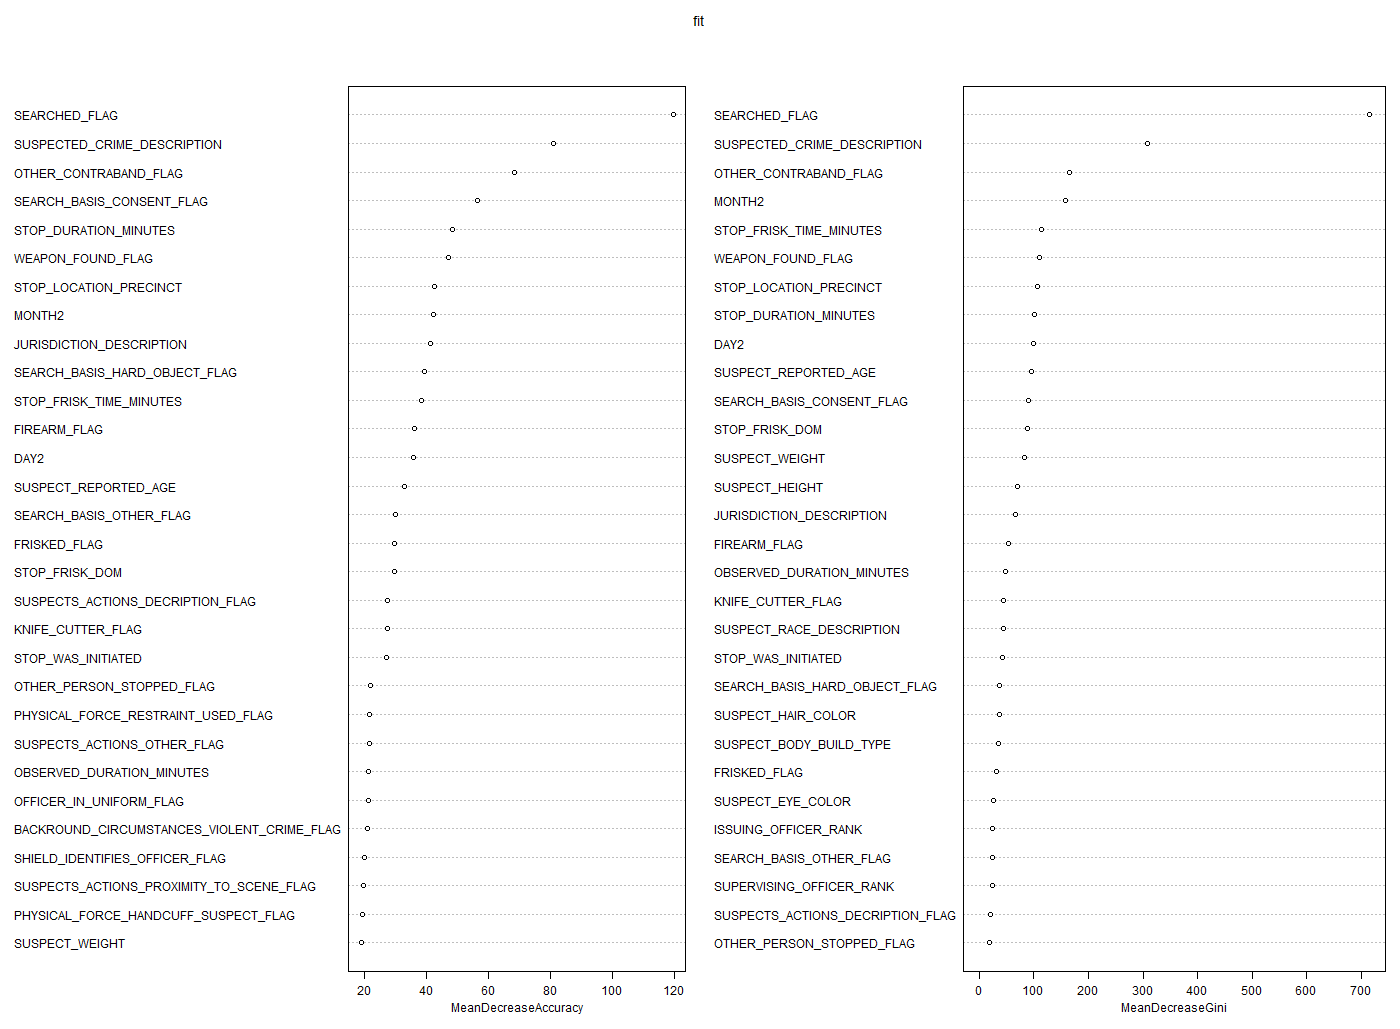 fit
SEARCHED_FLAG
SUSPECTED_CRIME_DESCRIPTION
OTHER_CONTRABAND_FLAG
SEARCH_BASIS_CONSENT_FLAG
STOP_DURATION_MINUTES
WEAPON_FOUND_FLAG
STOP_LOCATION_PRECINCT
MONTH2
JURISDICTION_DESCRIPTION
SEARCH_BASIS_HARD_OBJECT_FLAG
STOP_FRISK_TIME_MINUTES
FIREARM_FLAG
DAY2
SUSPECT_REPORTED_AGE
SEARCH_BASIS_OTHER_FLAG
FRISKED_FLAG
STOP_FRISK_DOM
SUSPECTS_ACTIONS_DECRIPTION_FLAG
KNIFE_CUTTER_FLAG
STOP_WAS_INITIATED
OTHER_PERSON_STOPPED_FLAG
PHYSICAL_FORCE_RESTRAINT_USED_FLAG
SUSPECTS_ACTIONS_OTHER_FLAG
OBSERVED_DURATION_MINUTES
OFFICER_IN_UNIFORM_FLAG
BACKROUND_CIRCUMSTANCES_VIOLENT_CRIME_FLAG
SHIELD_IDENTIFIES_OFFICER_FLAG
SUSPECTS_ACTIONS_PROXIMITY_TO_SCENE_FLAG
PHYSICAL_FORCE_HANDCUFF_SUSPECT_FLAG
SUSPECT_WEIGHT
20 40 60 80 100 120
MeanDecreaseAccuracy
SEARCHED_FLAG
SUSPECTED_CRIME_DESCRIPTION
OTHER_CONTRABAND_FLAG
MONTH2
STOP_FRISK_TIME_MINUTES
WEAPON_FOUND_FLAG
STOP_LOCATION_PRECINCT
STOP_DURATION_MINUTES
DAY2
SUSPECT_REPORTED_AGE
SEARCH_BASIS_CONSENT_FLAG
STOP_FRISK_DOM
SUSPECT_WEIGHT
SUSPECT_HEIGHT
JURISDICTION_DESCRIPTION
FIREARM_FLAG
OBSERVED_DURATION_MINUTES
KNIFE_CUTTER_FLAG
SUSPECT_RACE_DESCRIPTION
STOP_WAS_INITIATED
SEARCH_BASIS_HARD_OBJECT_FLAG
SUSPECT_HAIR_COLOR
SUSPECT_BODY_BUILD_TYPE
FRISKED_FLAG
SUSPECT_EYE_COLOR
ISSUING_OFFICER_RANK
SEARCH_BASIS_OTHER_FLAG
SUPERVISING_OFFICER_RANK
SUSPECTS_ACTIONS_DECRIPTION_FLAG
OTHER_PERSON_STOPPED_FLAG
0 100 200 300 400 500 600 700
MeanDecreaseGini